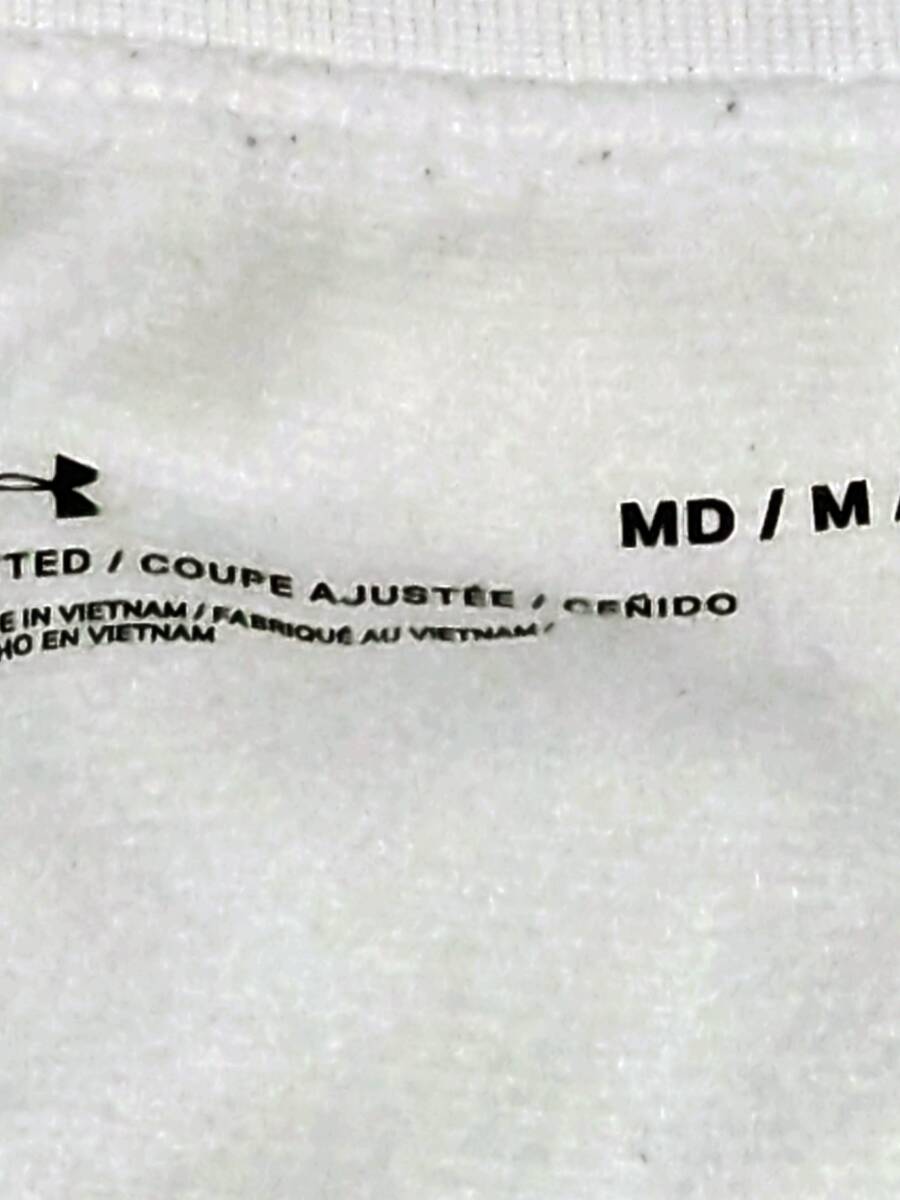 MD / M /
TED / COUPE AJUSTÉE / CEÑIDO
E IN VIETNAM / FABRIQUÉ AU VIETNAM /
HO EN VIETNAM